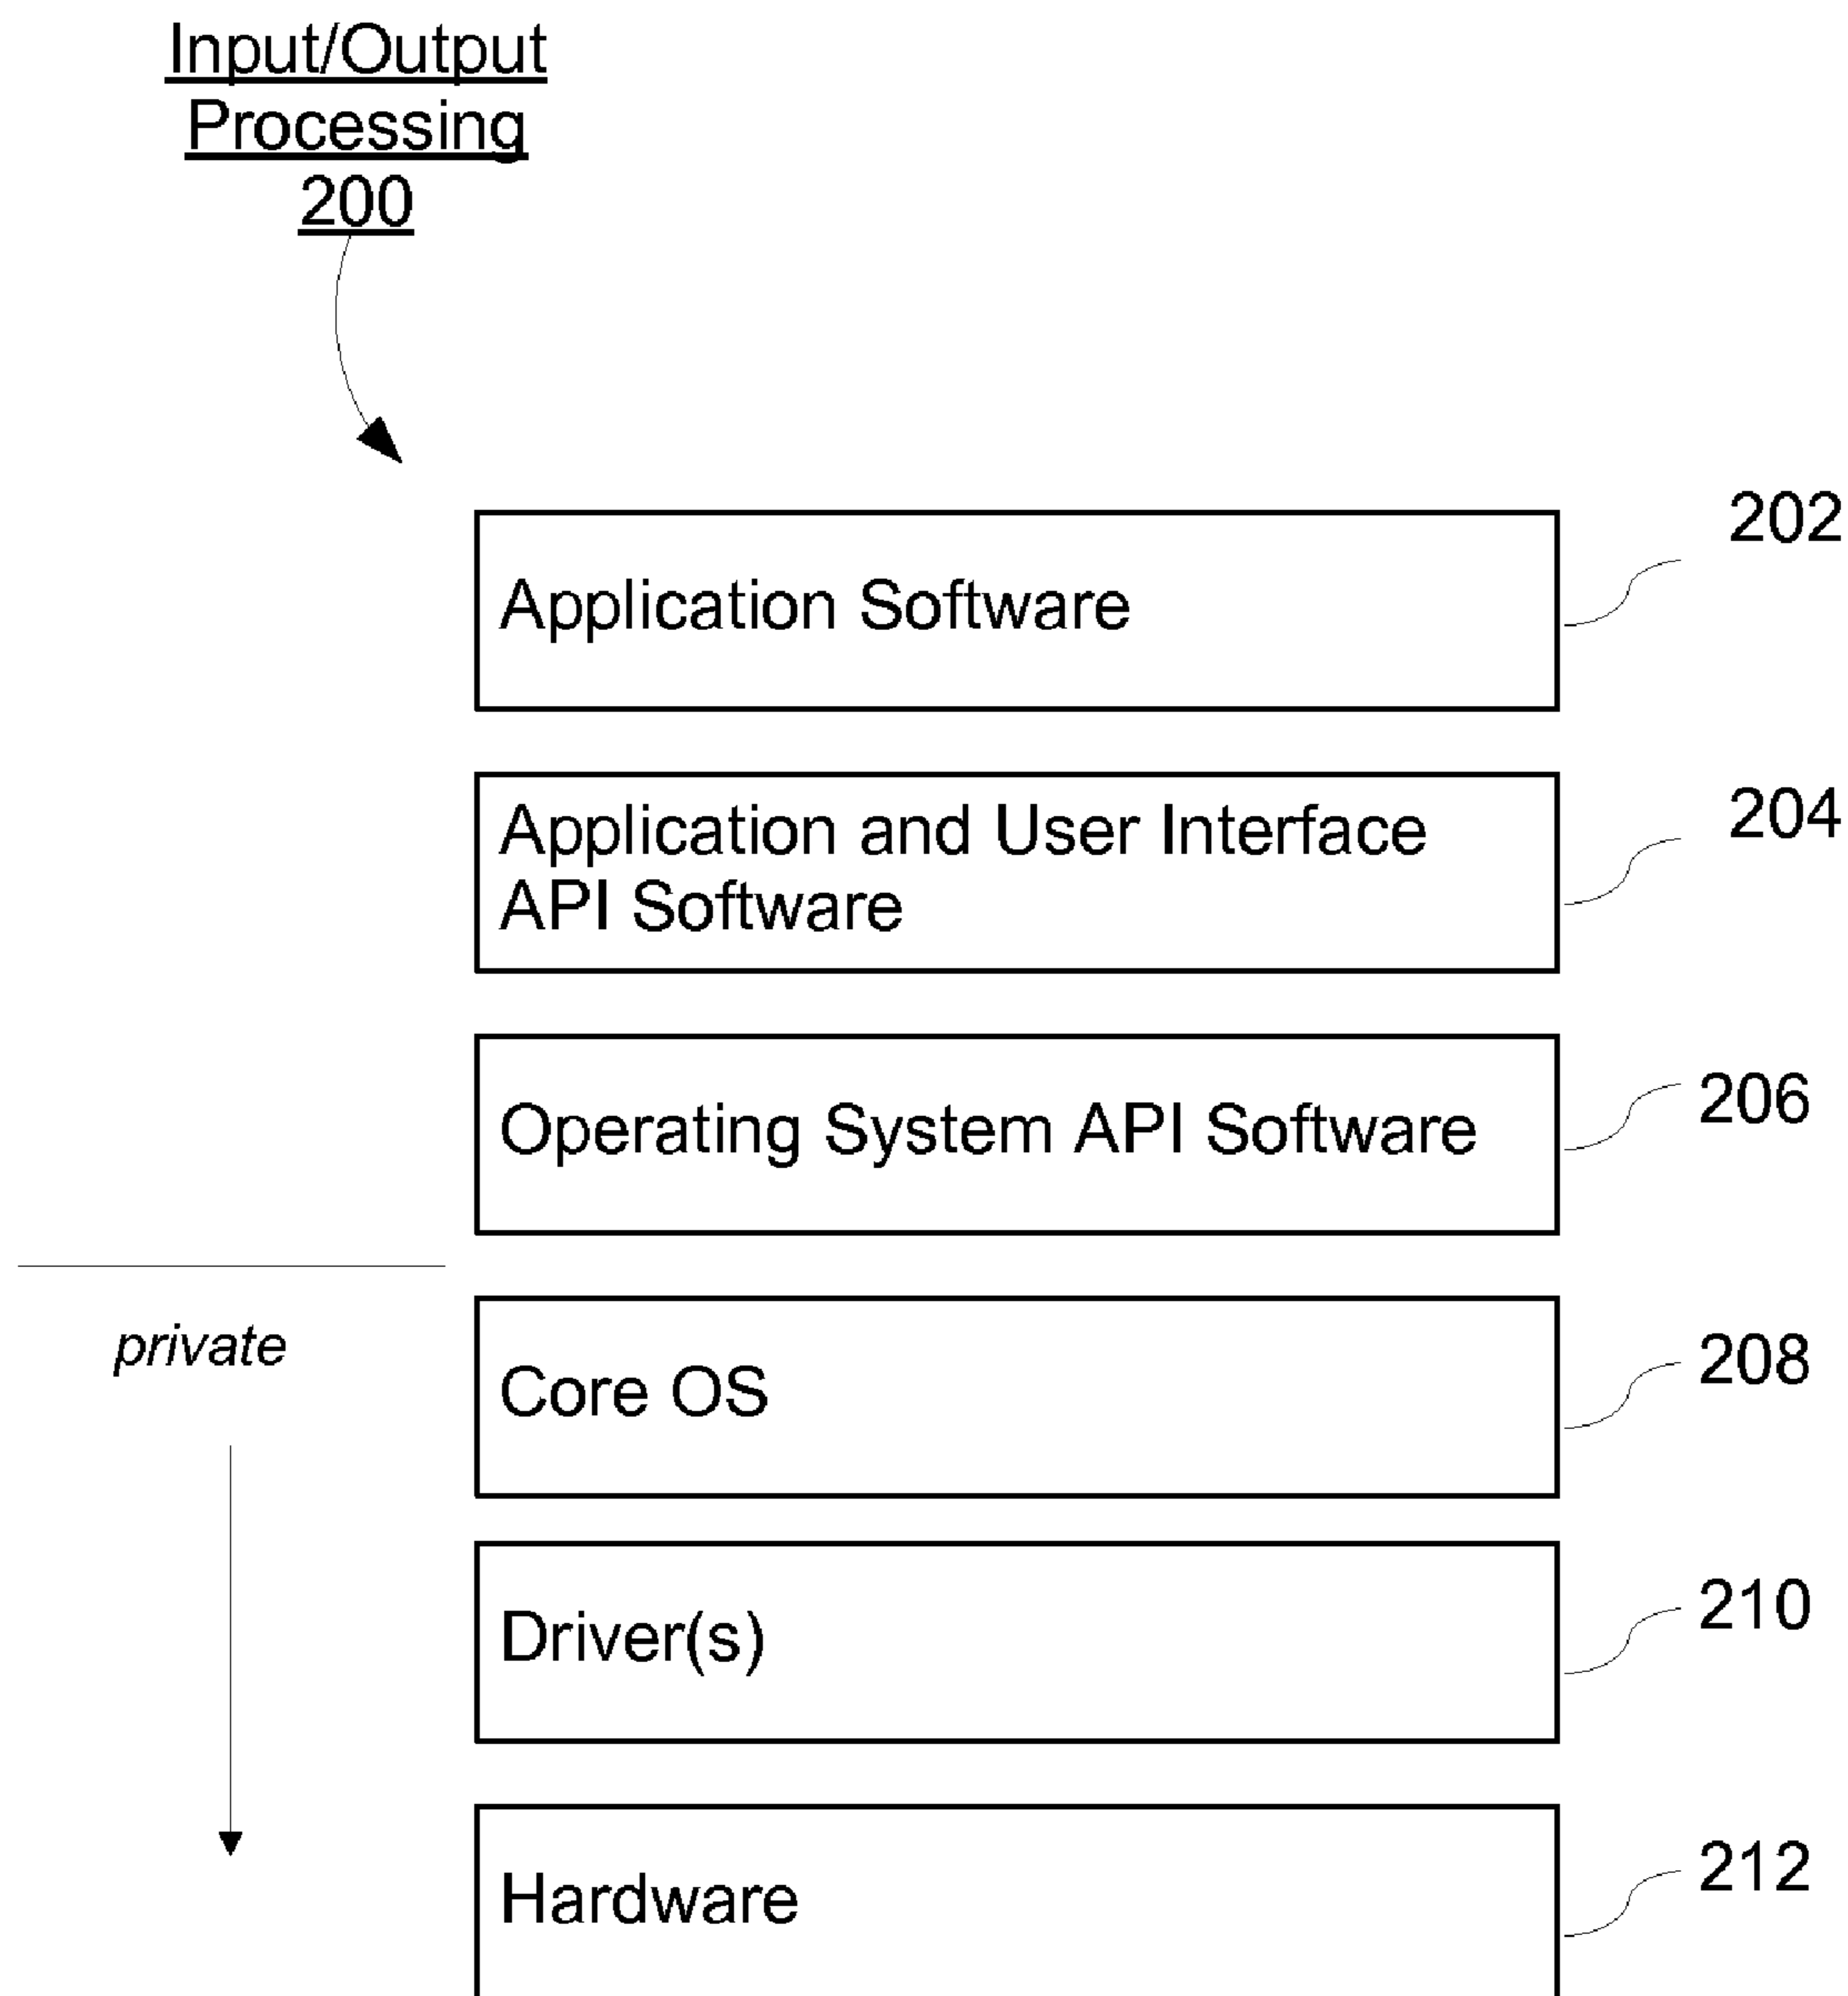 Input/Output
Processing
200
202
Application Software
204
Application and User Interface
API Software
206
Operating System API Software
private
208
Core OS
210
Driver(s)
212
Hardware